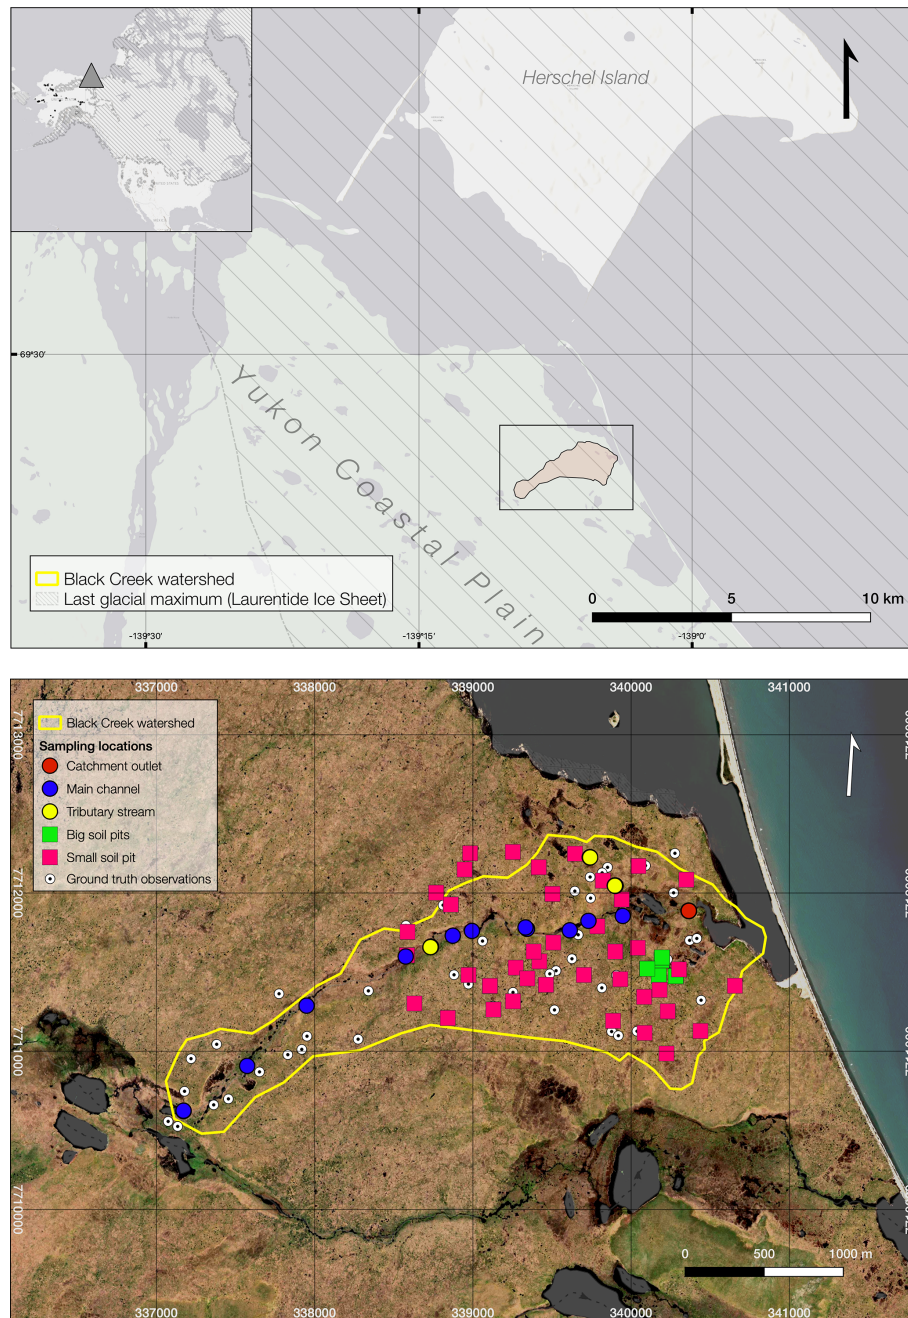 Herschel Island
69°30'
Yukon Coastal Plain
Black Creek watershed
Last glacial maximum (Laurentide Ice Sheet)
0 5 10 km
-139°30' -139°15' -139°0'
337000 338000 339000 340000 341000
Black Creek watershed
Sampling locations
Catchment outlet
Main channel
Tributary stream
Big soil pits
Small soil pit
Ground truth observations
7713000
7712000
7711000
7710000
0 500 1000 m
337000 338000 339000 340000 341000